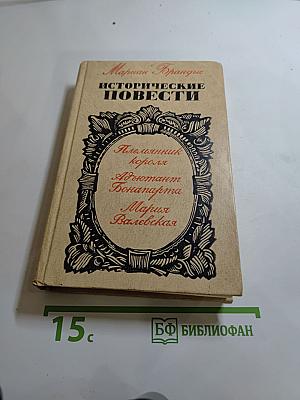 Мариан Брандыс
ИСТОРИЧЕСКИЕ
ПОВЕСТИ
Племянник
короля
Адъютант
Бонапарта
Мария
Валевская
15с
БФ БИБЛИОФАН